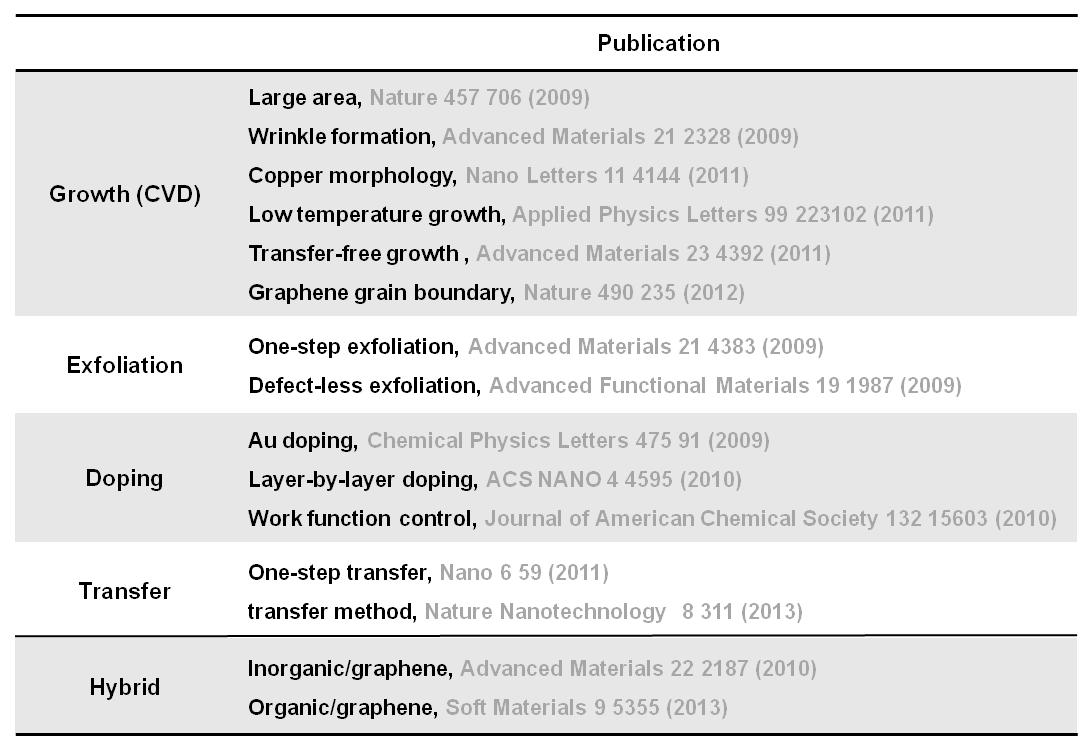 Publication
Growth (CVD)
Large area, Nature 457 706 (2009)
Wrinkle formation, Advanced Materials 21 2328 (2009)
Copper morphology, Nano Letters 11 4144 (2011)
Low temperature growth, Applied Physics Letters 99 223102 (2011)
Transfer-free growth , Advanced Materials 23 4392 (2011)
Graphene grain boundary, Nature 490 235 (2012)
Exfoliation
One-step exfoliation, Advanced Materials 21 4383 (2009)
Defect-less exfoliation, Advanced Functional Materials 19 1987 (2009)
Doping
Au doping, Chemical Physics Letters 475 91 (2009)
Layer-by-layer doping, ACS NANO 4 4595 (2010)
Work function control, Journal of American Chemical Society 132 15603 (2010)
Transfer
One-step transfer, Nano 6 59 (2011)
transfer method, Nature Nanotechnology 8 311 (2013)
Hybrid
Inorganic/graphene, Advanced Materials 22 2187 (2010)
Organic/graphene, Soft Materials 9 5355 (2013)